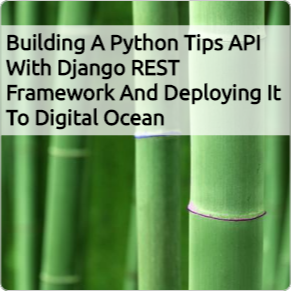 Building A Python Tips API
With Django REST
Framework And Deploying It
To Digital Ocean